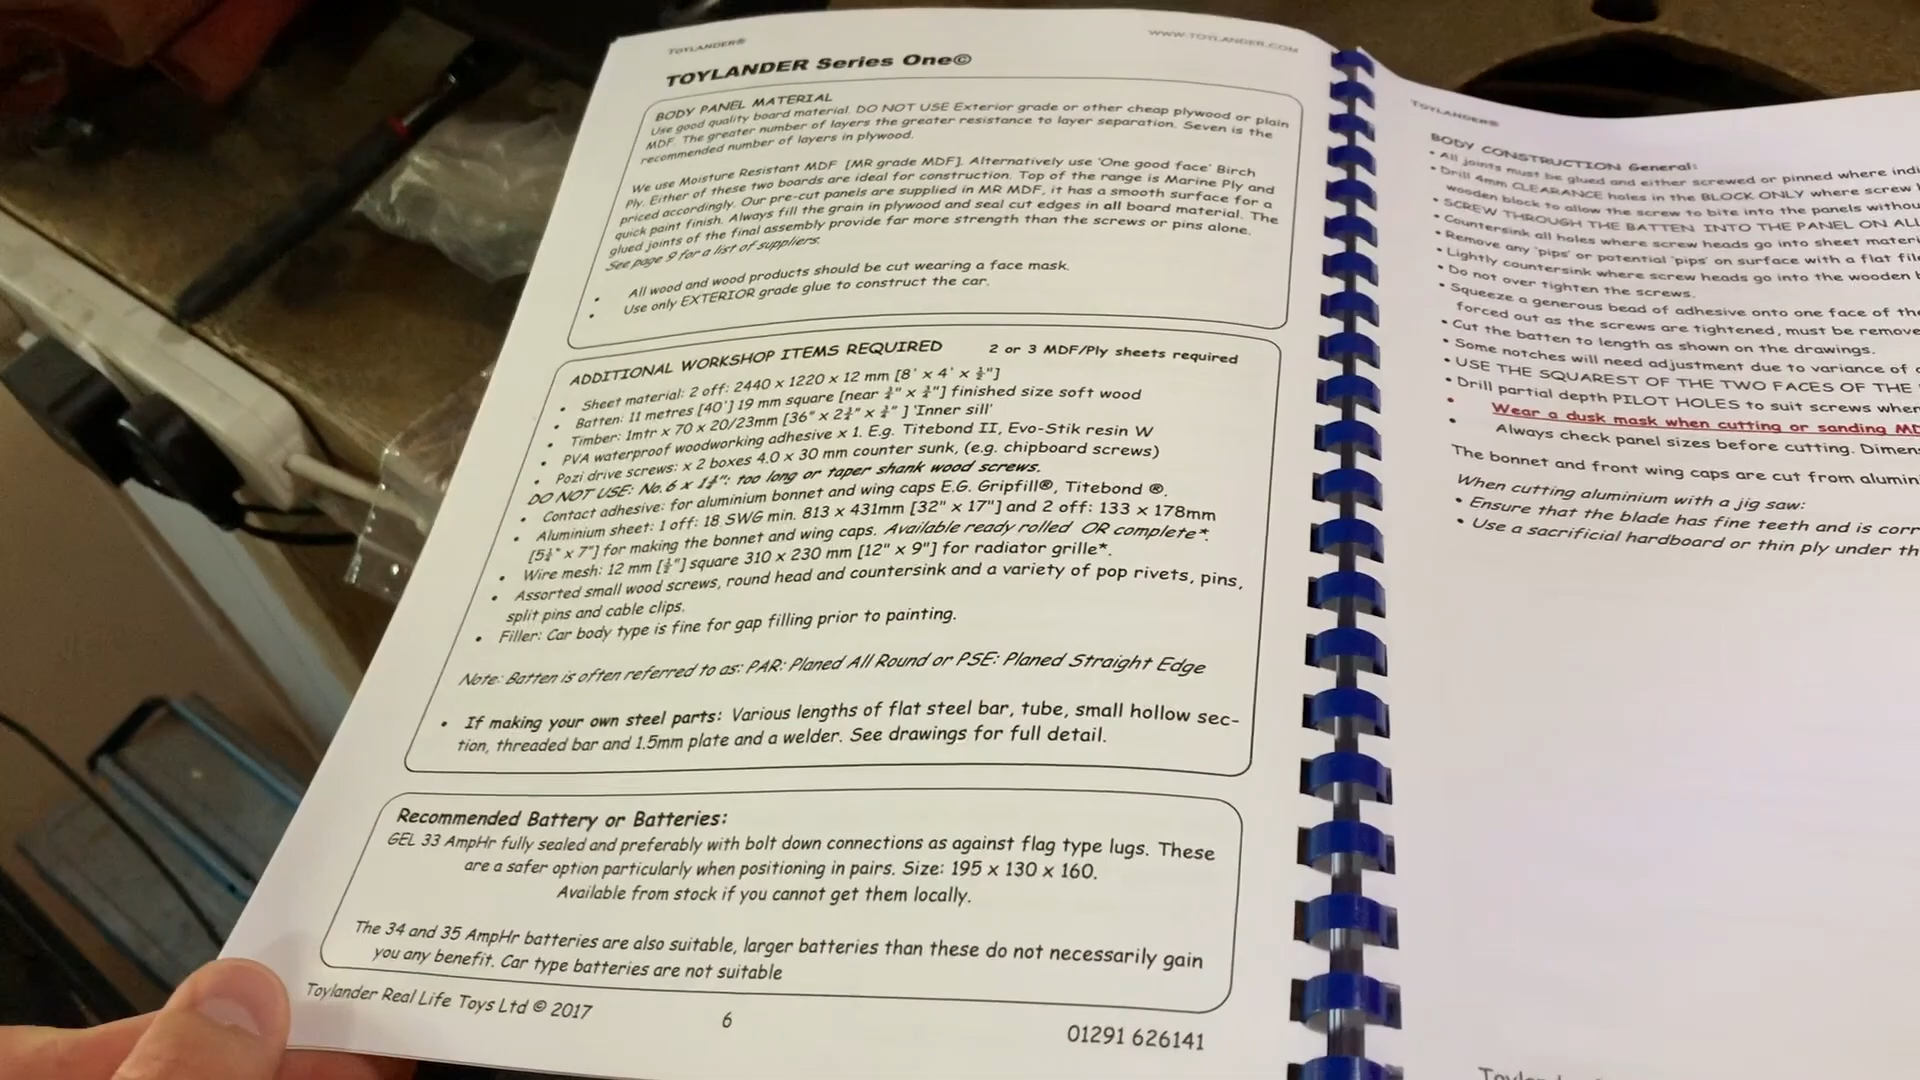 TOYLANDER®
WWW.TOYLANDER.COM
TOYLANDER Series One©
BODY PANEL MATERIAL
Use good quality board material. DO NOT USE Exterior grade or other cheap plywood or plain
MDF. The greater number of layers the greater resistance to layer separation. Seven is the
recommended number of layers in plywood.
We use Moisture Resistant MDF [MR grade MDF]. Alternatively use 'One good face' Birch
Ply. Either of these two boards are ideal for construction. Top of the range is Marine Ply and
priced accordingly. Our pre-cut panels are supplied in MR MDF, it has a smooth surface for a
quick paint finish. Always fill the grain in plywood and seal cut edges in all board material. The
glued joints of the final assembly provide far more strength than the screws or pins alone.
See page 9 for a list of suppliers.
• All wood and wood products should be cut wearing a face mask.
• Use only EXTERIOR grade glue to construct the car.
ADDITIONAL WORKSHOP ITEMS REQUIRED 2 or 3 MDF/Ply sheets required
• Sheet material: 2 off: 2440 x 1220 x 12 mm [8' x 4' x ½"]
• Batten: 11 metres [40'] 19 mm square [near ¾" x ¾"] finished size soft wood
• Timber: 1mtr x 70 x 20/23mm [36" x 2¾" x ¾" ] 'Inner sill'
• PVA waterproof woodworking adhesive x 1. E.g. Titebond II, Evo-Stik resin W
• Pozi drive screws: x 2 boxes 4.0 x 30 mm counter sunk, (e.g. chipboard screws)
DO NOT USE: No.6 x 1¼"; too long or taper shank wood screws.
• Contact adhesive: for aluminium bonnet and wing caps E.G. Gripfill®, Titebond ®.
• Aluminium sheet: 1 off: 18 SWG min. 813 x 431mm [32" x 17"] and 2 off: 133 x 178mm
[5¼" x 7"] for making the bonnet and wing caps. Available ready rolled OR complete*.
• Wire mesh: 12 mm [½"] square 310 x 230 mm [12" x 9"] for radiator grille*.
• Assorted small wood screws, round head and countersink and a variety of pop rivets, pins,
split pins and cable clips.
• Filler: Car body type is fine for gap filling prior to painting.
Note: Batten is often referred to as: PAR: Planed All Round or PSE: Planed Straight Edge
• If making your own steel parts: Various lengths of flat steel bar, tube, small hollow sec-
tion, threaded bar and 1.5mm plate and a welder. See drawings for full detail.
Recommended Battery or Batteries:
GEL 33 AmpHr fully sealed and preferably with bolt down connections as against flag type lugs. These
are a safer option particularly when positioning in pairs. Size: 195 x 130 x 160.
Available from stock if you cannot get them locally.
The 34 and 35 AmpHr batteries are also suitable, larger batteries than these do not necessarily gain
you any benefit. Car type batteries are not suitable
Toylander Real Life Toys Ltd © 2017
6
01291 626141
TOYLANDER®
BODY CONSTRUCTION General:
• All joints must be glued and either screwed or pinned where indi
• Drill 4mm CLEARANCE holes in the BLOCK ONLY where screw
wooden block to allow the screw to bite into the panels withou
• SCREW THROUGH THE BATTEN INTO THE PANEL ON ALL
• Countersink all holes where screw heads go into sheet materi
• Remove any 'pips' or potential 'pips' on surface with a flat file
• Lightly countersink where screw heads go into the wooden b
• Do not over tighten the screws.
• Squeeze a generous bead of adhesive onto one face of the
forced out as the screws are tightened, must be remove
• Cut the batten to length as shown on the drawings.
• Some notches will need adjustment due to variance of
• USE THE SQUAREST OF THE TWO FACES OF THE
• Drill partial depth PILOT HOLES to suit screws when
• Wear a dusk mask when cutting or sanding MD
• Always check panel sizes before cutting. Dimen
The bonnet and front wing caps are cut from alumin
When cutting aluminium with a jig saw:
• Ensure that the blade has fine teeth and is corr
• Use a sacrificial hardboard or thin ply under th